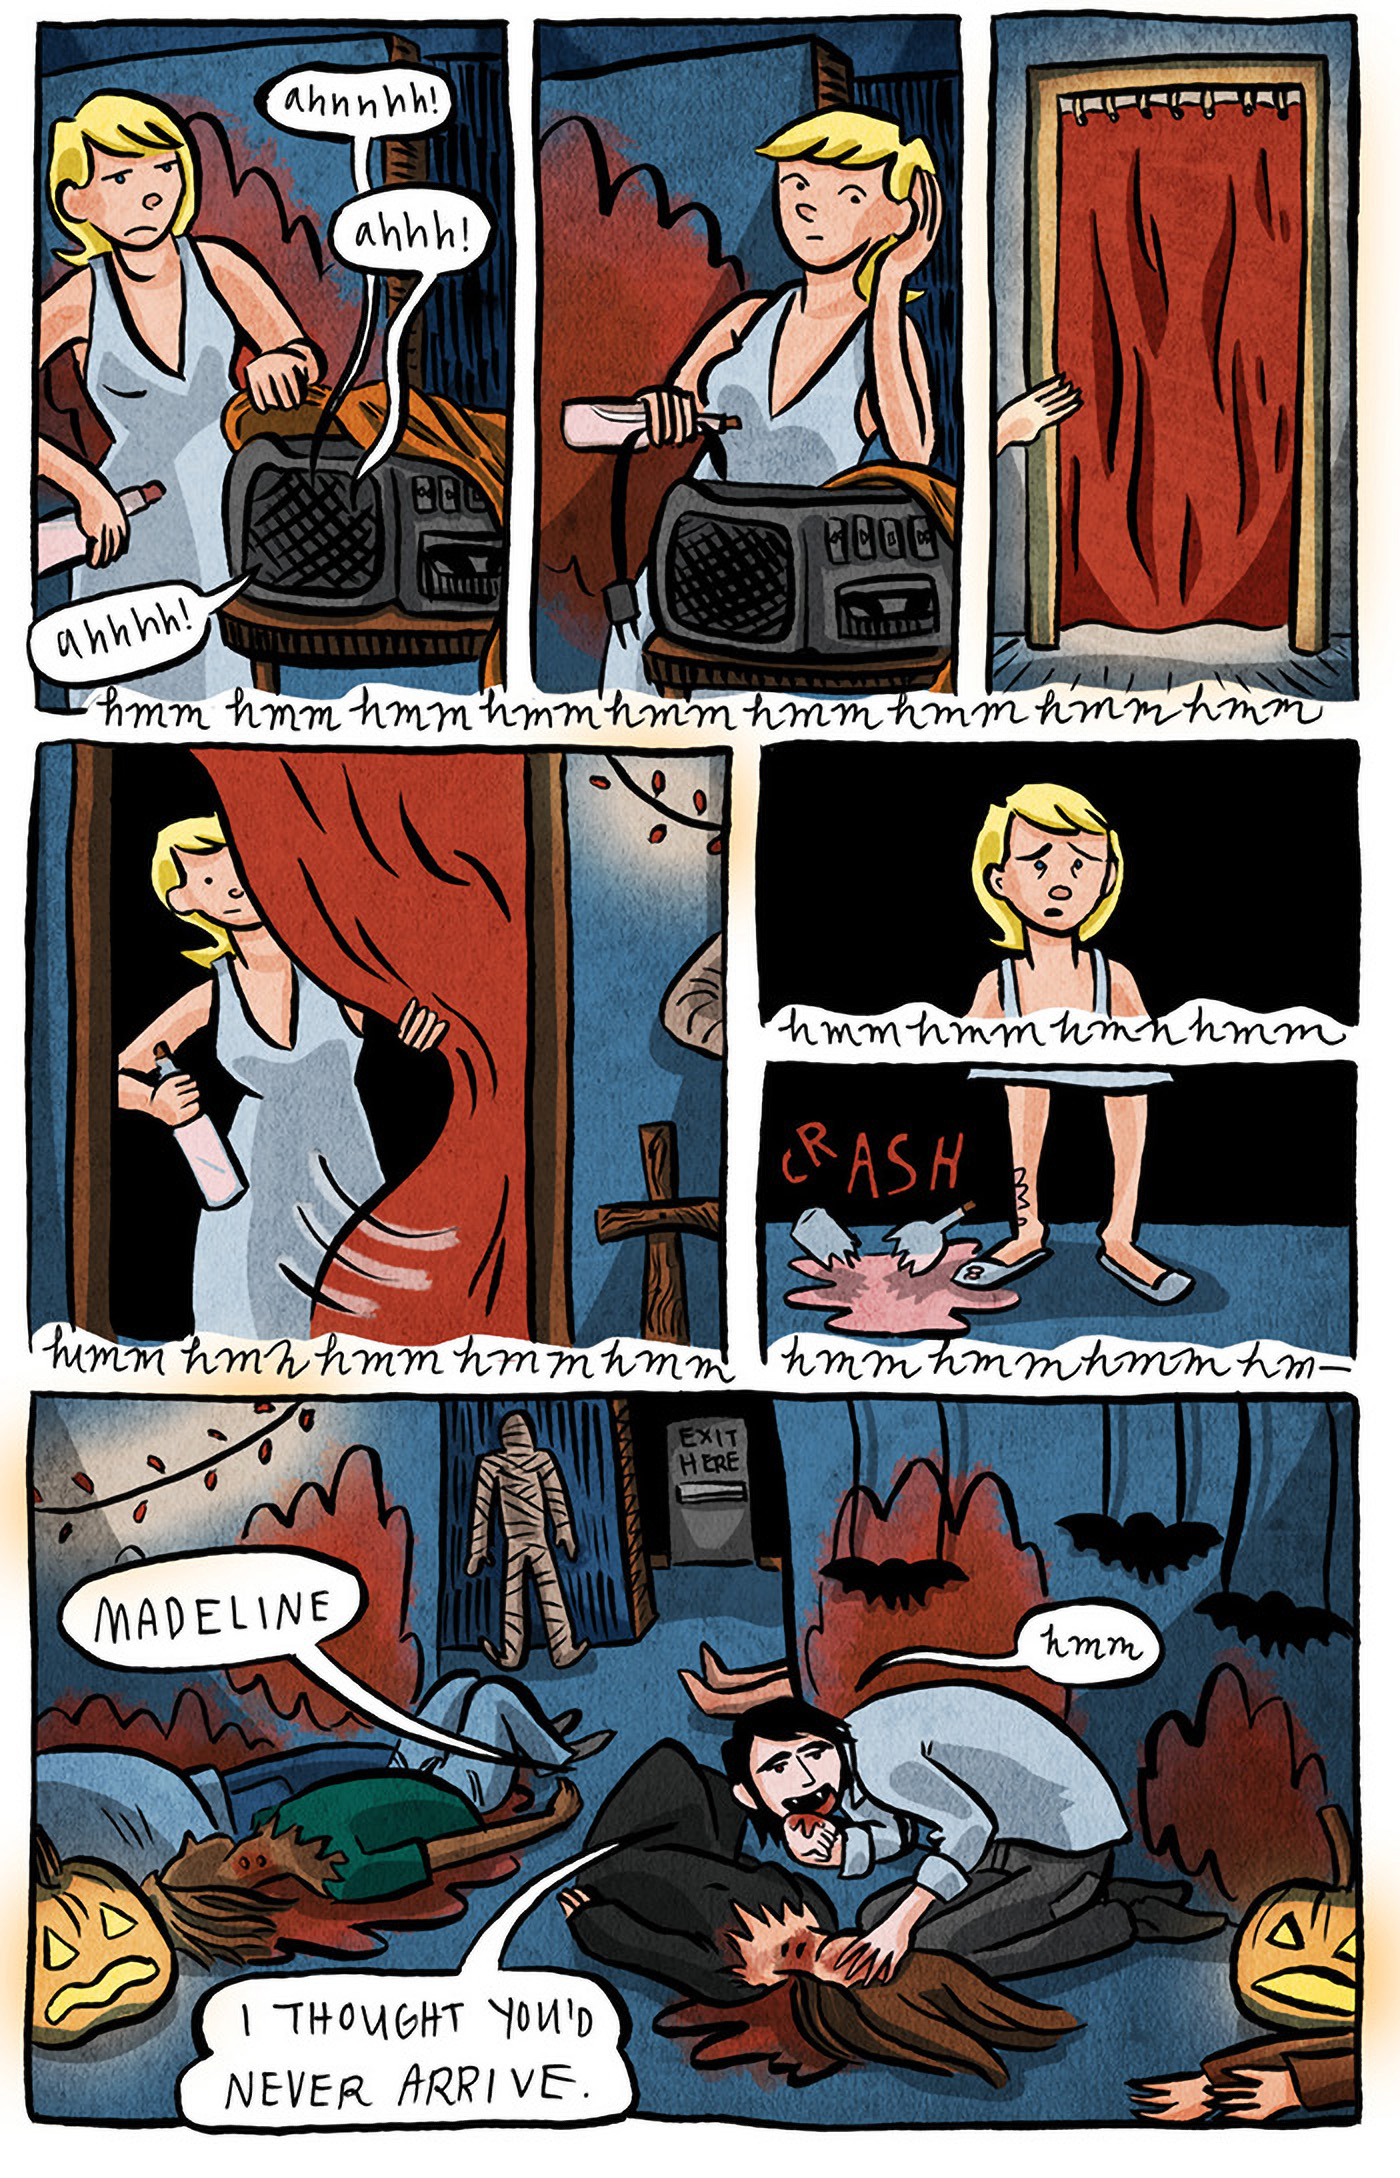 ahnnhh!
ahhh!
ahhhh!
hmm hmm hmm hmm hmm hmm hmm hmm hmm
hmm hmm hmm hmm hmm
hmm hmm hmm hmm
CRASH
hmm hmm hmm hm—
EXIT
HERE
MADELINE
hmm
I THOUGHT YOU'D
NEVER ARRIVE.